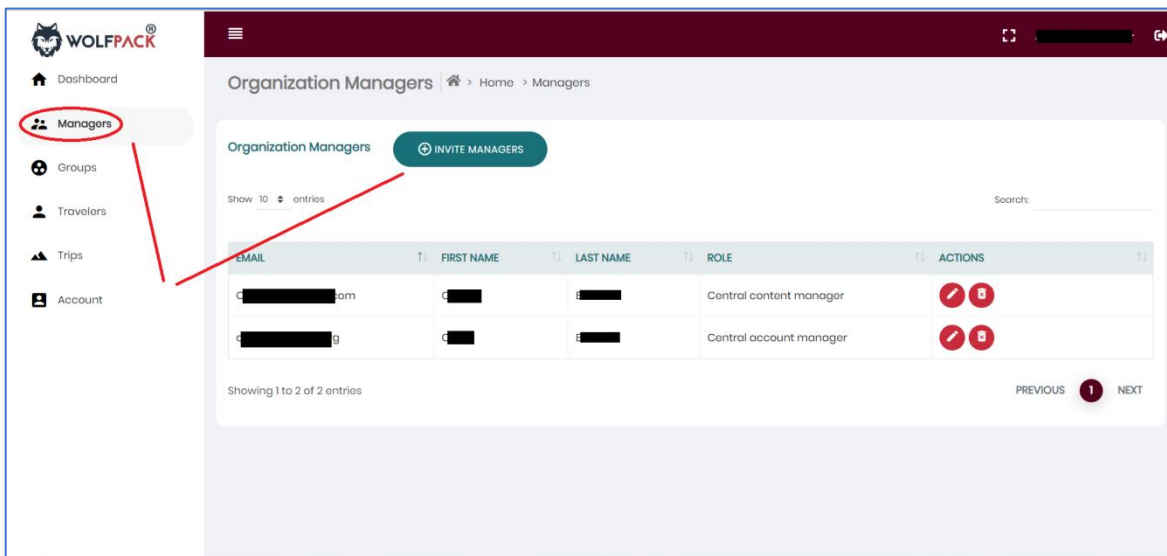 WOLFPACK®
Dashboard
Managers
Groups
Travelers
Trips
Account
Organization Managers > Home > Managers
Organization Managers
INVITE MANAGERS
Show 10 entries
Search:
EMAIL FIRST NAME LAST NAME ROLE ACTIONS
com Central content manager
g Central account manager
Showing 1 to 2 of 2 entries
PREVIOUS 1 NEXT